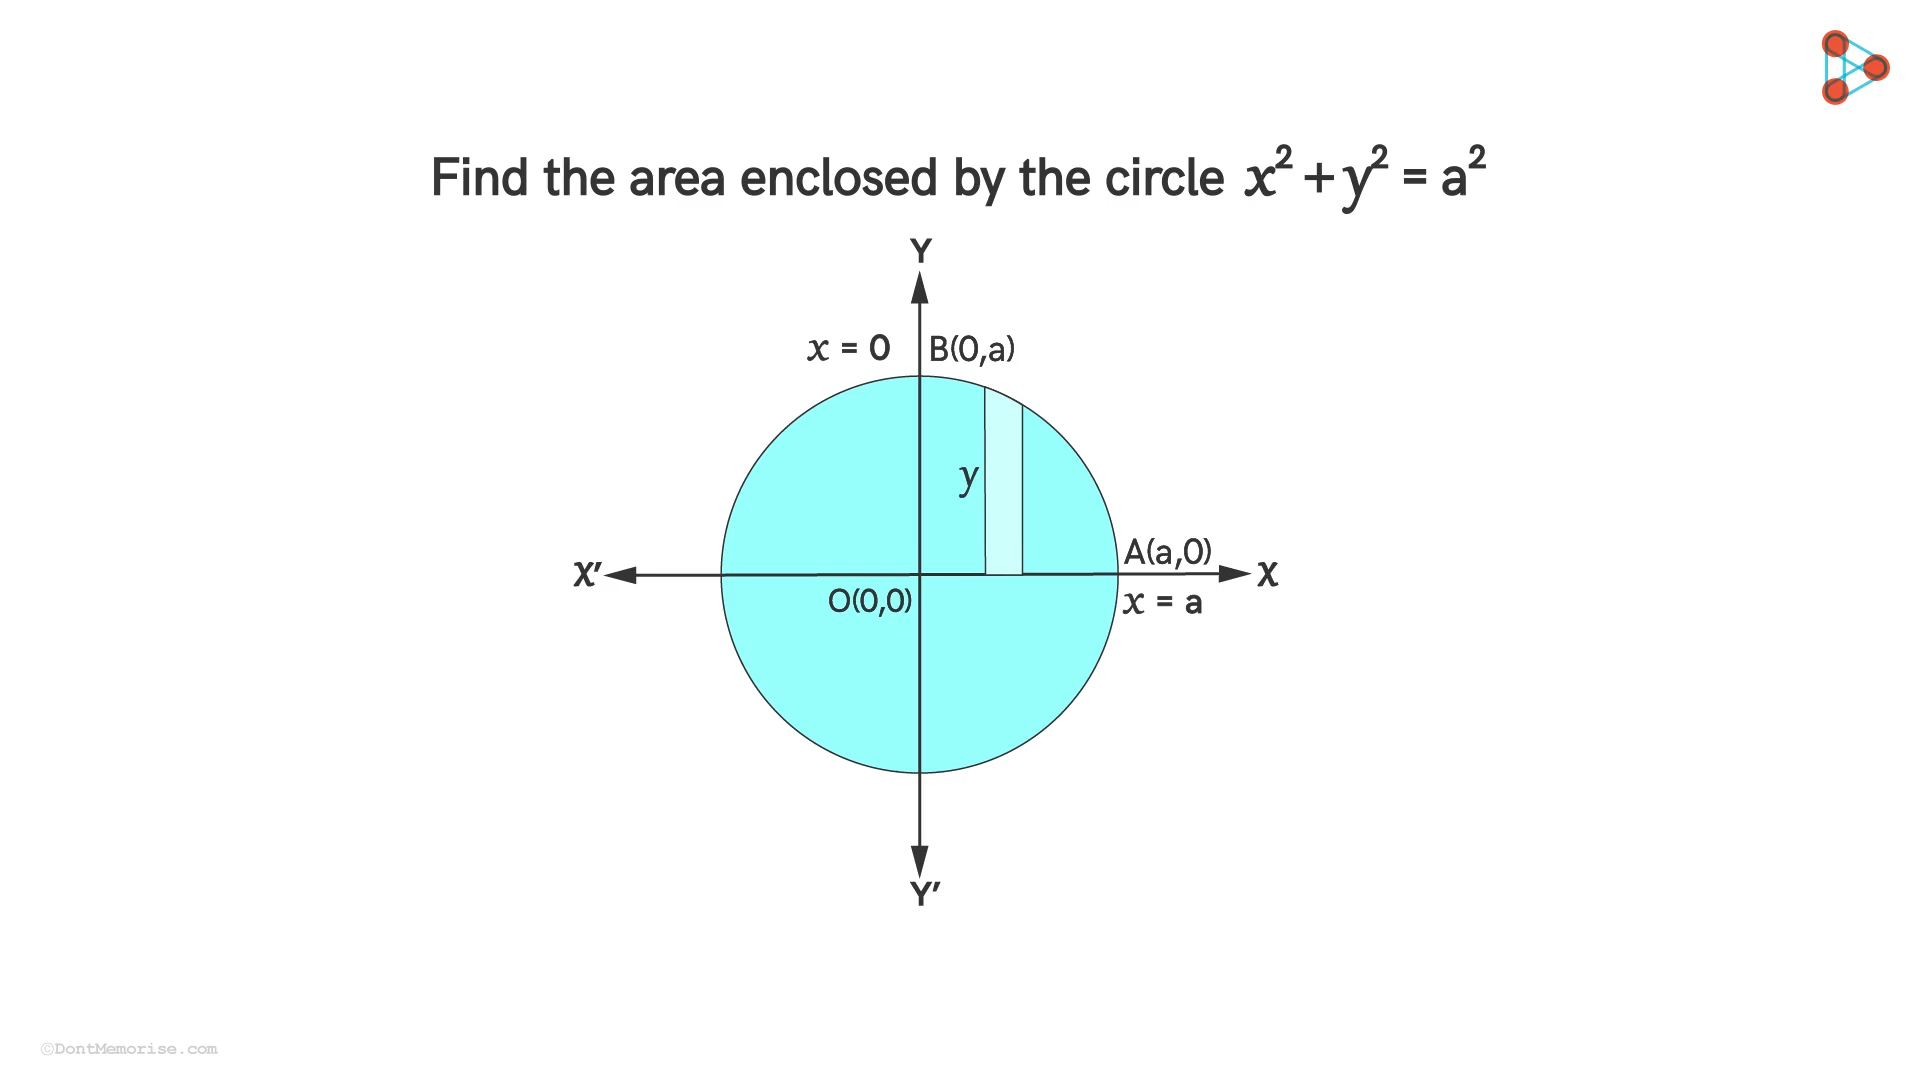 Find the area enclosed by the circle x² + y² = a²
Y
x = 0
B(0,a)
y
A(a,0)
X′
X
O(0,0)
x = a
Y′
©DontMemorise.com